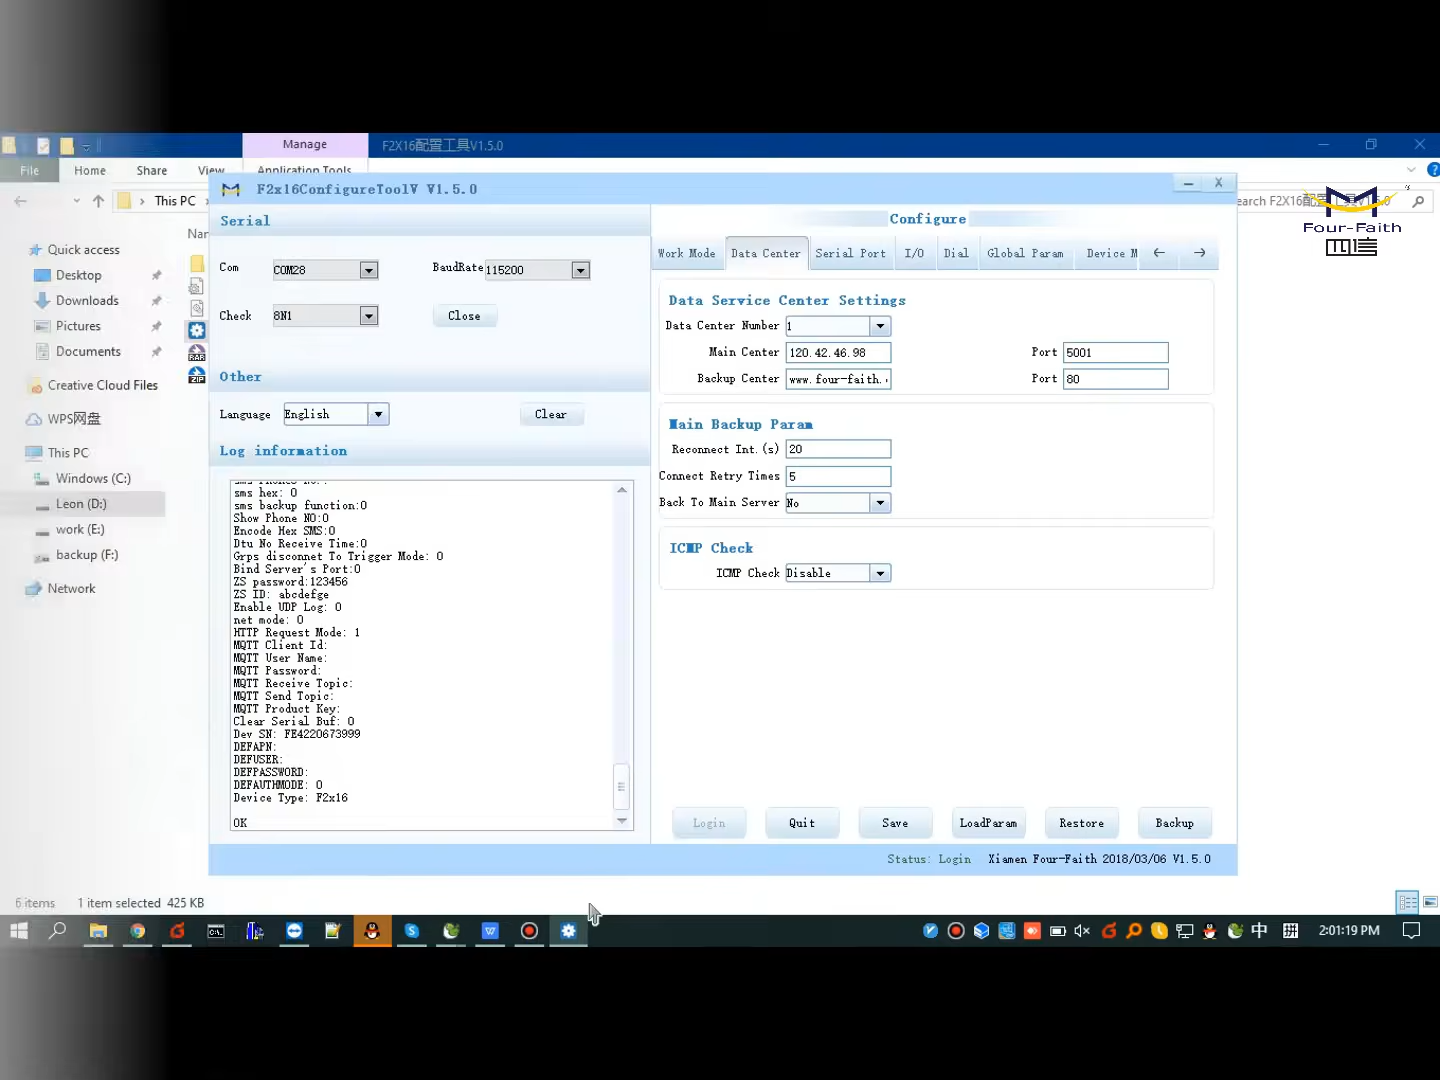 Manage
F2X16配置工具V1.5.0
File
Home
Share
View
Application Tools
This PC
Four-Faith
四信
F2x16ConfigureToolV V1.5.0
Serial
Com
COM28
BaudRate
115200
Check
8N1
Close
Other
Language
English
Clear
Log information
sms hex: 0
sms backup function:0
Show Phone NO:0
Encode Hex SMS:0
Dtu No Receive Time:0
Grps disconnet To Trigger Mode: 0
Bind Server's Port:0
ZS password:123456
ZS ID: abcdefge
Enable UDP Log: 0
net mode: 0
HTTP Request Mode: 1
MQTT Client Id:
MQTT User Name:
MQTT Password:
MQTT Receive Topic:
MQTT Send Topic:
MQTT Product Key:
Clear Serial Buf: 0
Dev SN: FE4220673999
DEFAPN:
DEFUSER:
DEFPASSWORD:
DEFAUTHMODE: 0
Device Type: F2x16
OK
Configure
Work Mode
Data Center
Serial Port
I/O
Dial
Global Param
Device M
Data Service Center Settings
Data Center Number
1
Main Center
120.42.46.98
Port
5001
Backup Center
www.four-faith.
Port
80
Main Backup Param
Reconnect Int.(s)
20
Connect Retry Times
5
Back To Main Server
No
ICMP Check
ICMP Check
Disable
Login
Quit
Save
LoadParam
Restore
Backup
Status: Login
Xiamen Four-Faith 2018/03/06 V1.5.0
Quick access
Desktop
Downloads
Pictures
Documents
Creative Cloud Files
WPS网盘
This PC
Windows (C:)
Leon (D:)
work (E:)
backup (F:)
Network
6 items
1 item selected
425 KB
中
拼
2:01:19 PM